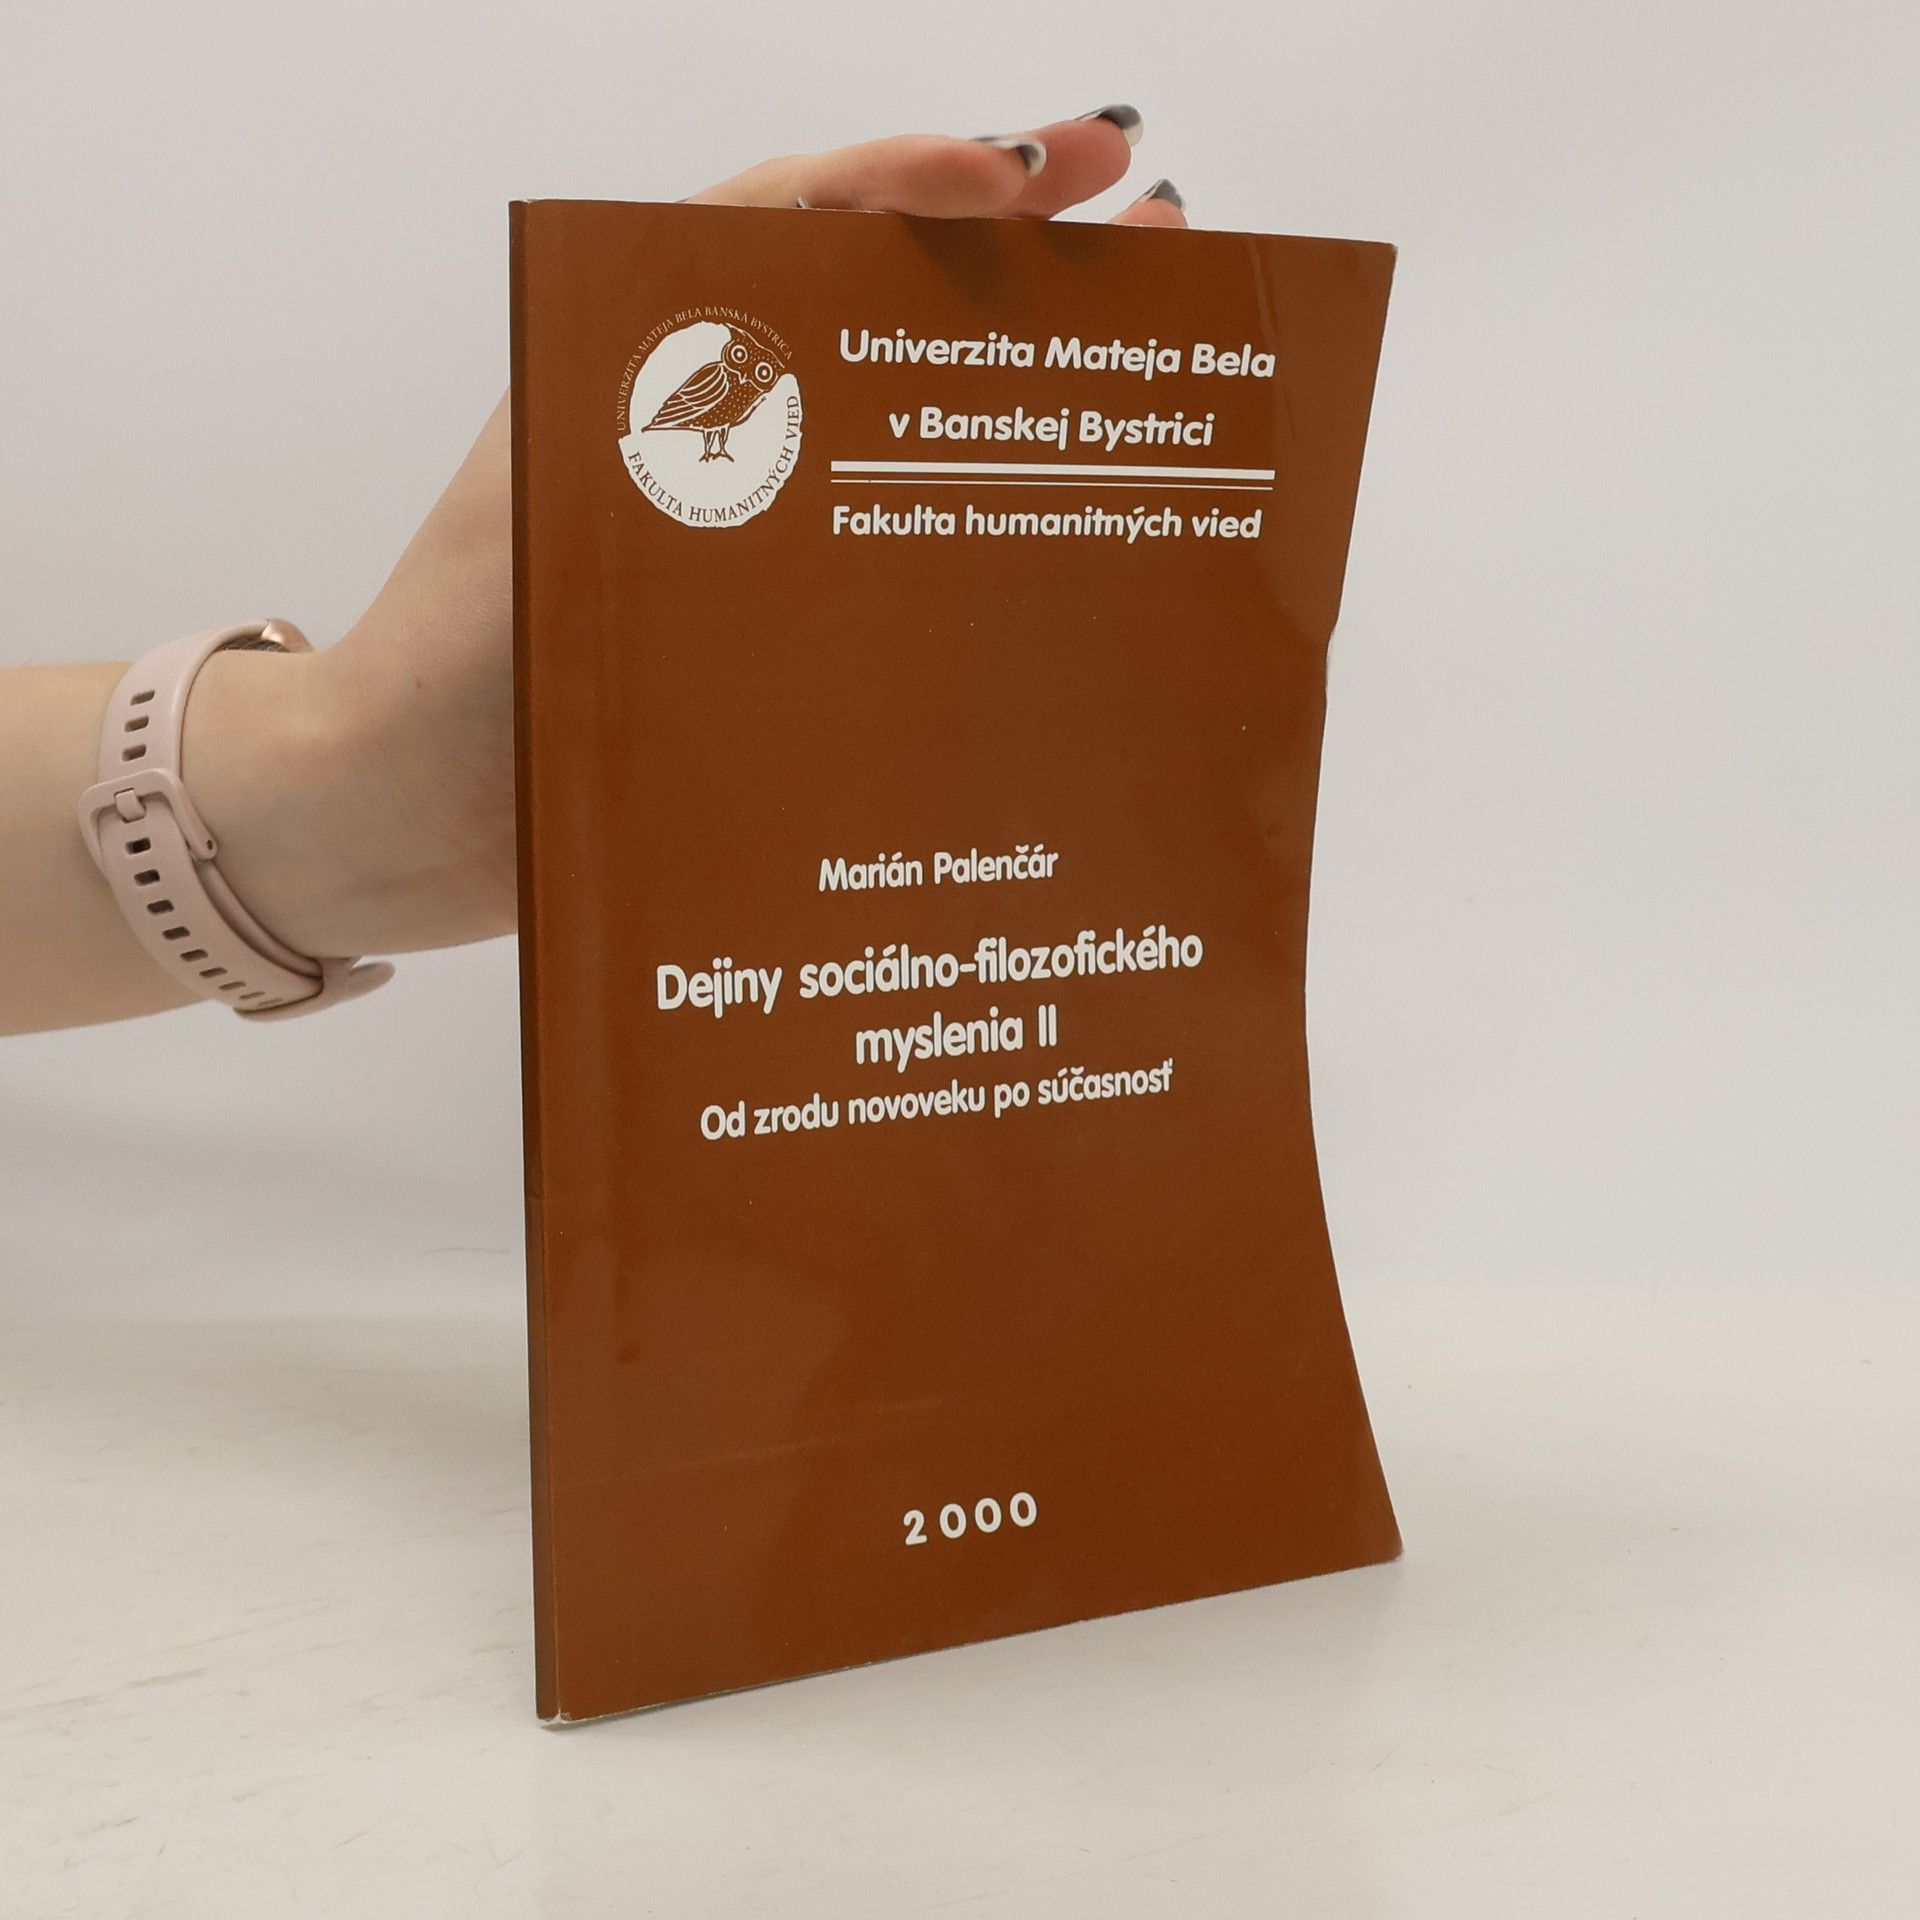 UNIVERZITA MATEJA BELA BANSKÁ BYSTRICA
FAKULTA HUMANITNÝCH VIED
Univerzita Mateja Bela
v Banskej Bystrici
Fakulta humanitných vied
Marián Palenčár
Dejiny sociálno-filozofického
myslenia II
Od zrodu novoveku po súčasnosť
2000